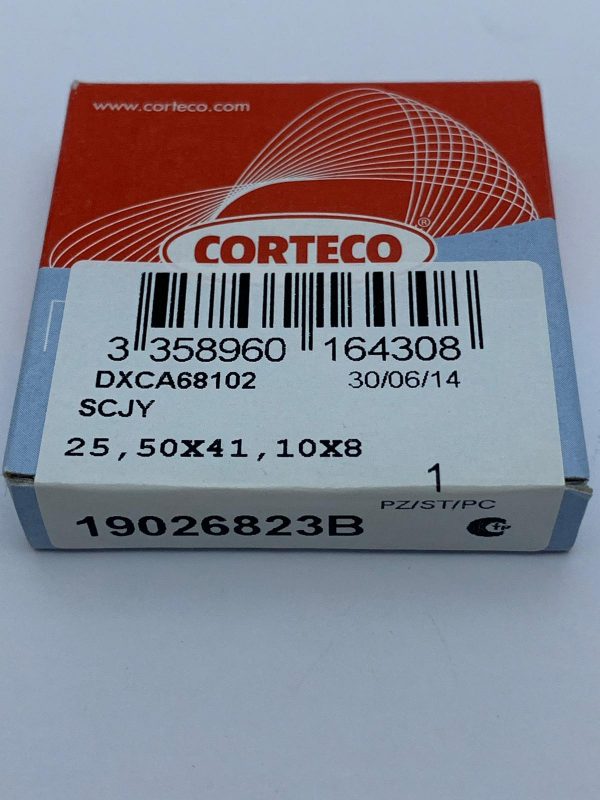 www.corteco.com
CORTECO®
3 358960 164308
DXCA68102 30/06/14
SCJY
25,50X41,10X8
1
PZ/ST/PC
19026823B